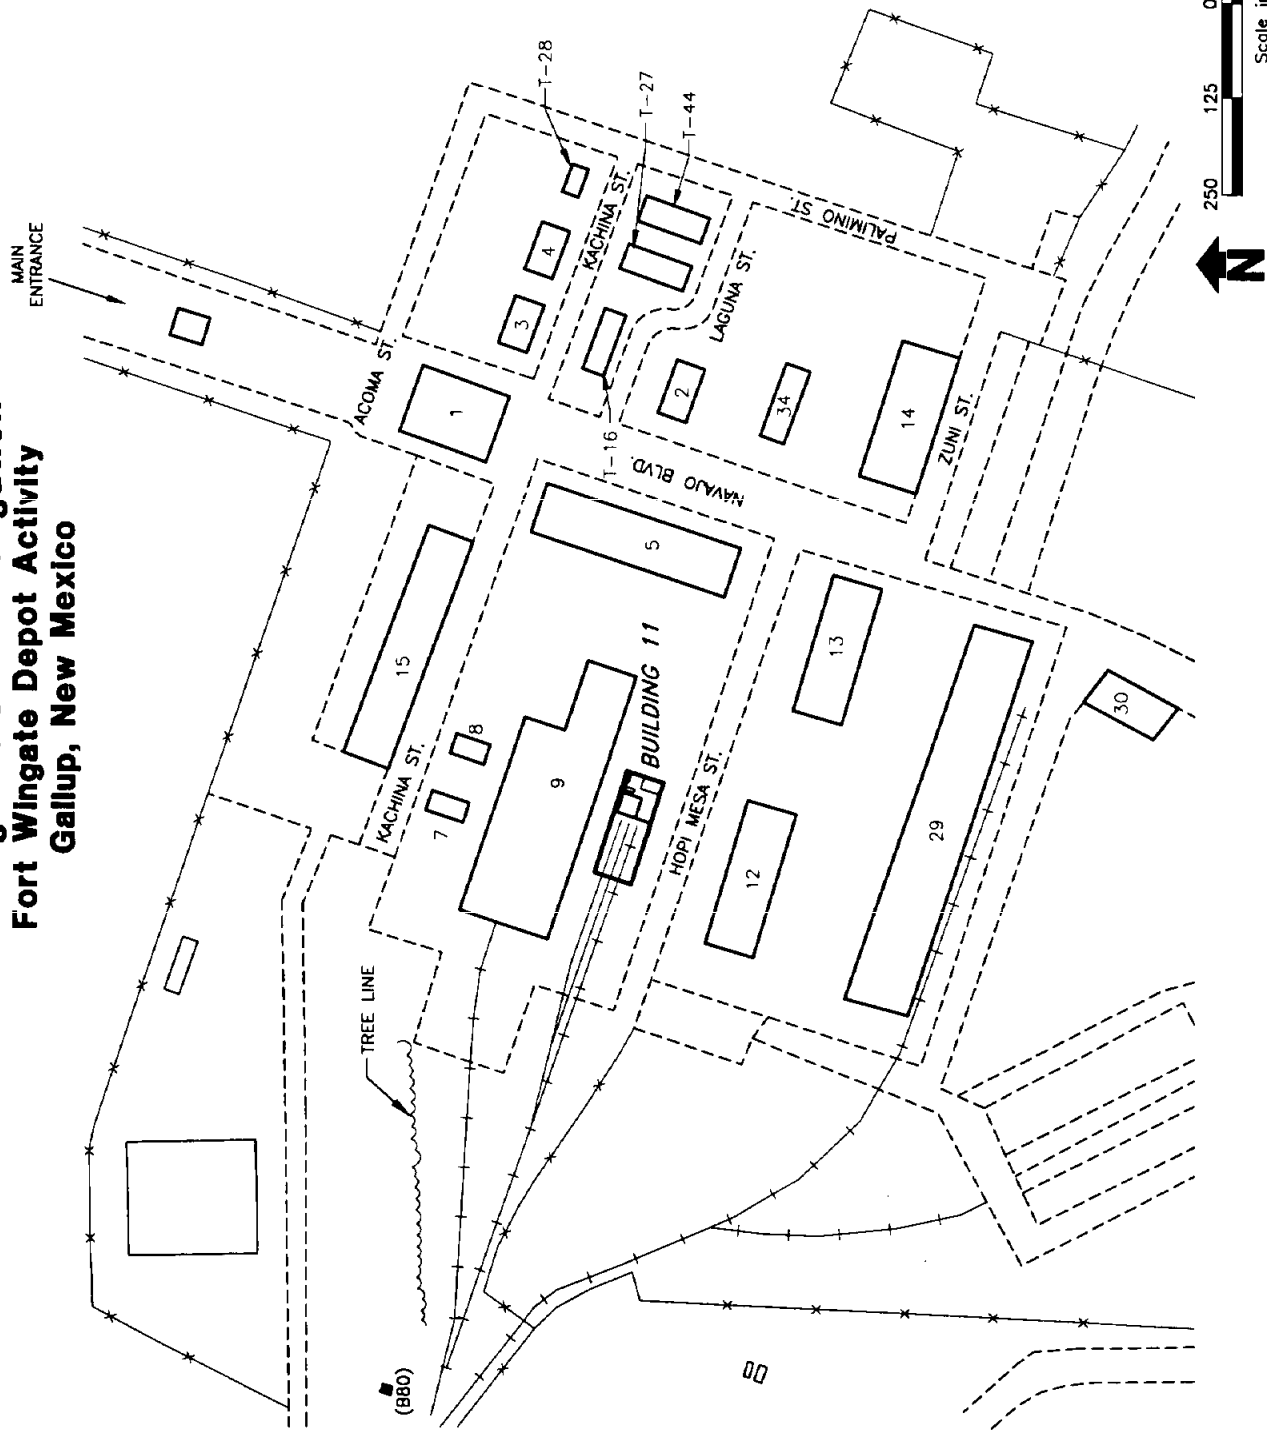 Fort Wingate Depot Activity
Gallup, New Mexico
MAIN
ENTRANCE
ACOMA ST.
T-28
T-27
T-44
KACHINA ST.
4
3
1
T-16
LAGUNA ST.
PALIMINO ST.
2
34
14
NAVAJO BLVD.
ZUNI ST.
15
KACHINA ST.
5
8
7
9
BUILDING 11
HOPI MESA ST.
13
12
29
30
TREE LINE
(B80)
250
125
0
Scale
N